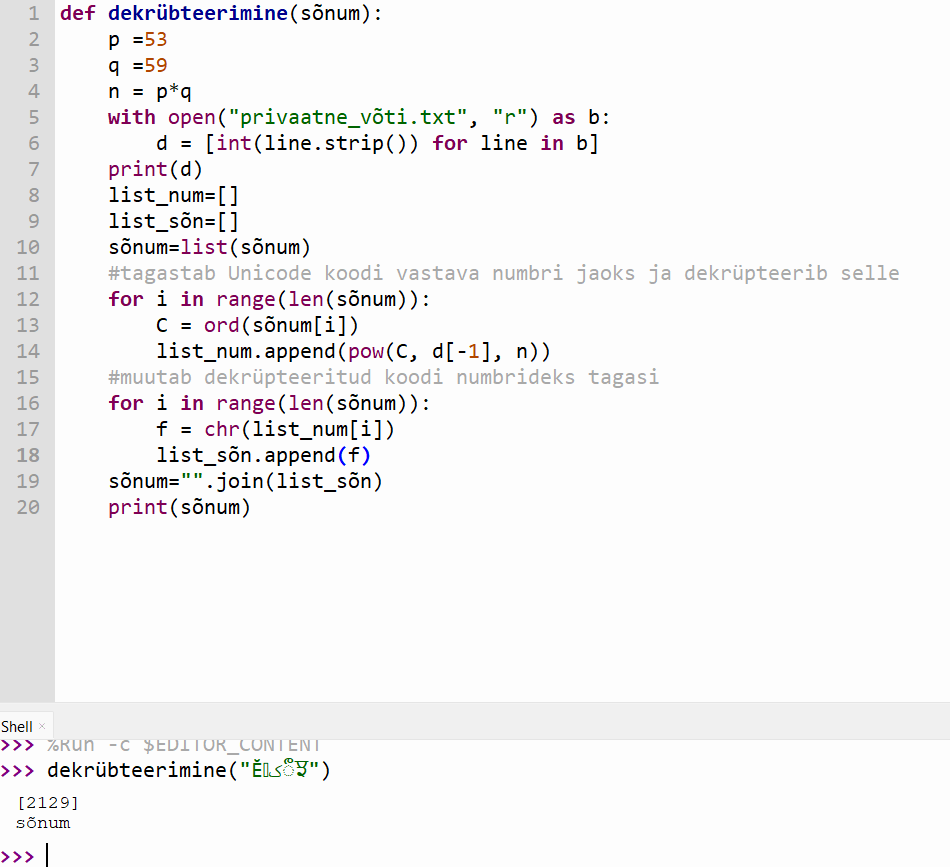 1 def dekrübteerimine(sõnum):
2 p =53
3 q =59
4 n = p*q
5 with open("privaatne_võti.txt", "r") as b:
6 d = [int(line.strip()) for line in b]
7 print(d)
8 list_num=[]
9 list_sõn=[]
10 sõnum=list(sõnum)
11 #tagastab Unicode koodi vastava numbri jaoks ja dekrüpteerib selle
12 for i in range(len(sõnum)):
13 C = ord(sõnum[i])
14 list_num.append(pow(C, d[-1], n))
15 #muutab dekrüpteeritud koodi numbrideks tagasi
16 for i in range(len(sõnum)):
17 f = chr(list_num[i])
18 list_sõn.append(f)
19 sõnum="".join(list_sõn)
20 print(sõnum)
Shell ×
>>> %Run -c $EDITOR_CONTENT
>>> dekrübteerimine("")
[2129]
sõnum
>>>